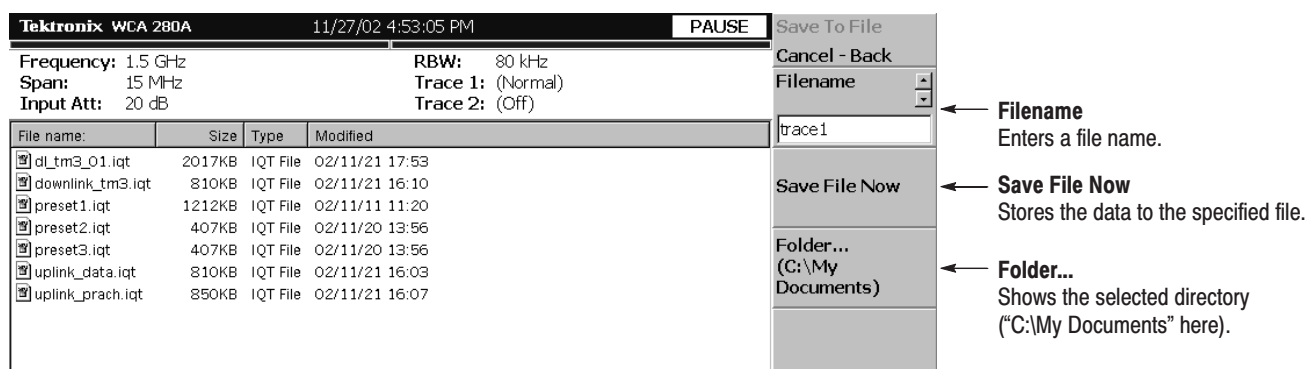 Tektronix WCA 280A 11/27/02 4:53:05 PM PAUSE
Frequency: 1.5 GHz RBW: 80 kHz
Span: 15 MHz Trace 1: (Normal)
Input Att: 20 dB Trace 2: (Off)
File name: Size Type Modified
dl_tm3_01.iqt 2017KB IQT File 02/11/21 17:53
downlink_tm3.iqt 810KB IQT File 02/11/21 16:10
preset1.iqt 1212KB IQT File 02/11/11 11:20
preset2.iqt 407KB IQT File 02/11/20 13:56
preset3.iqt 407KB IQT File 02/11/20 13:56
uplink_data.iqt 810KB IQT File 02/11/21 16:03
uplink_prach.iqt 850KB IQT File 02/11/21 16:07
Save To File
Cancel - Back
Filename
trace1
Save File Now
Folder...
(C:\My
Documents)
Filename
Enters a file name.
Save File Now
Stores the data to the specified file.
Folder...
Shows the selected directory
(“C:\My Documents” here).